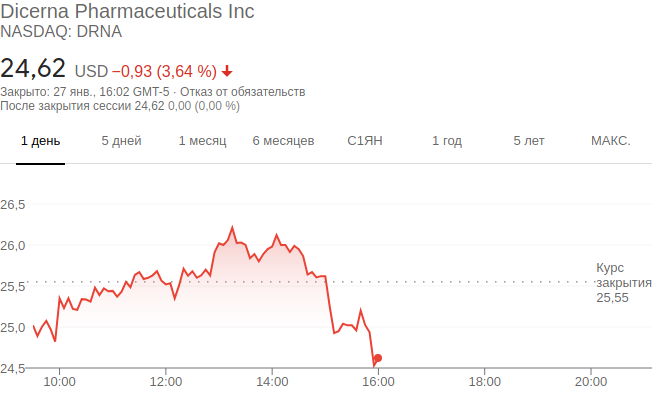 Dicerna Pharmaceuticals Inc
NASDAQ: DRNA
24,62 USD −0,93 (3,64 %)
Закрыто: 27 янв., 16:02 GMT-5 · Отказ от обязательств
После закрытия сессии 24,62 0,00 (0,00 %)
1 день 5 дней 1 месяц 6 месяцев С1ЯН 1 год 5 лет МАКС.
26,5
26,0
Курс
закрытия
25,55
25,5
25,0
24,5
10:00 12:00 14:00 16:00 18:00 20:00